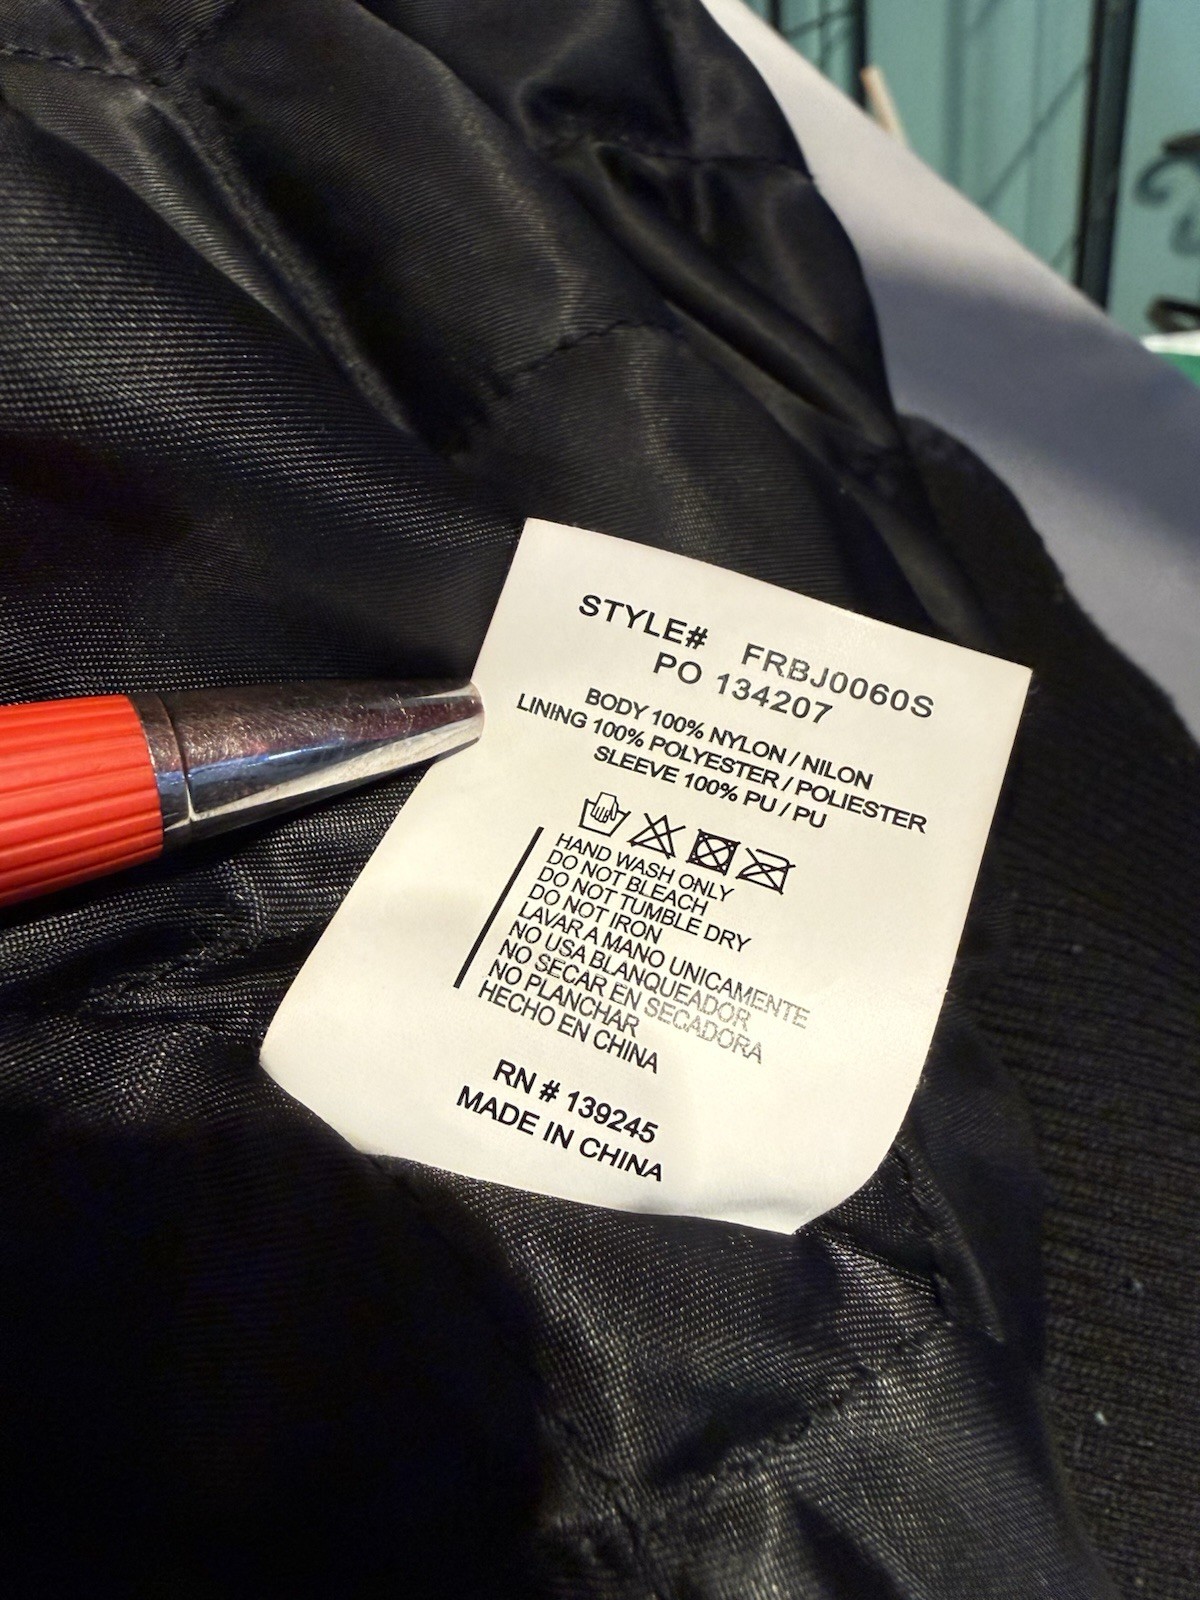 STYLE# FRBJ0060S
PO 134207
BODY 100% NYLON / NILON
LINING 100% POLYESTER / POLIESTER
SLEEVE 100% PU / PU
HAND WASH ONLY
DO NOT BLEACH
DO NOT TUMBLE DRY
DO NOT IRON
LAVAR A MANO UNICAMENTE
NO USA BLANQUEADOR
NO SECAR EN SECADORA
NO PLANCHAR
HECHO EN CHINA
RN # 139245
MADE IN CHINA